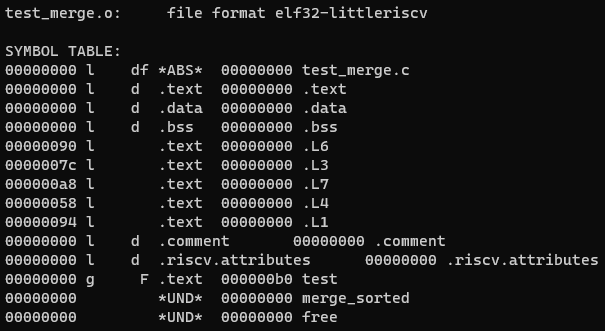 test_merge.o:     file format elf32-littleriscv

SYMBOL TABLE:
00000000 l    df *ABS*  00000000 test_merge.c
00000000 l    d  .text  00000000 .text
00000000 l    d  .data  00000000 .data
00000000 l    d  .bss   00000000 .bss
00000090 l       .text  00000000 .L6
0000007c l       .text  00000000 .L3
000000a8 l       .text  00000000 .L7
00000058 l       .text  00000000 .L4
00000094 l       .text  00000000 .L1
00000000 l    d  .comment       00000000 .comment
00000000 l    d  .riscv.attributes      00000000 .riscv.attributes
00000000 g     F .text  000000b0 test
00000000         *UND*  00000000 merge_sorted
00000000         *UND*  00000000 free